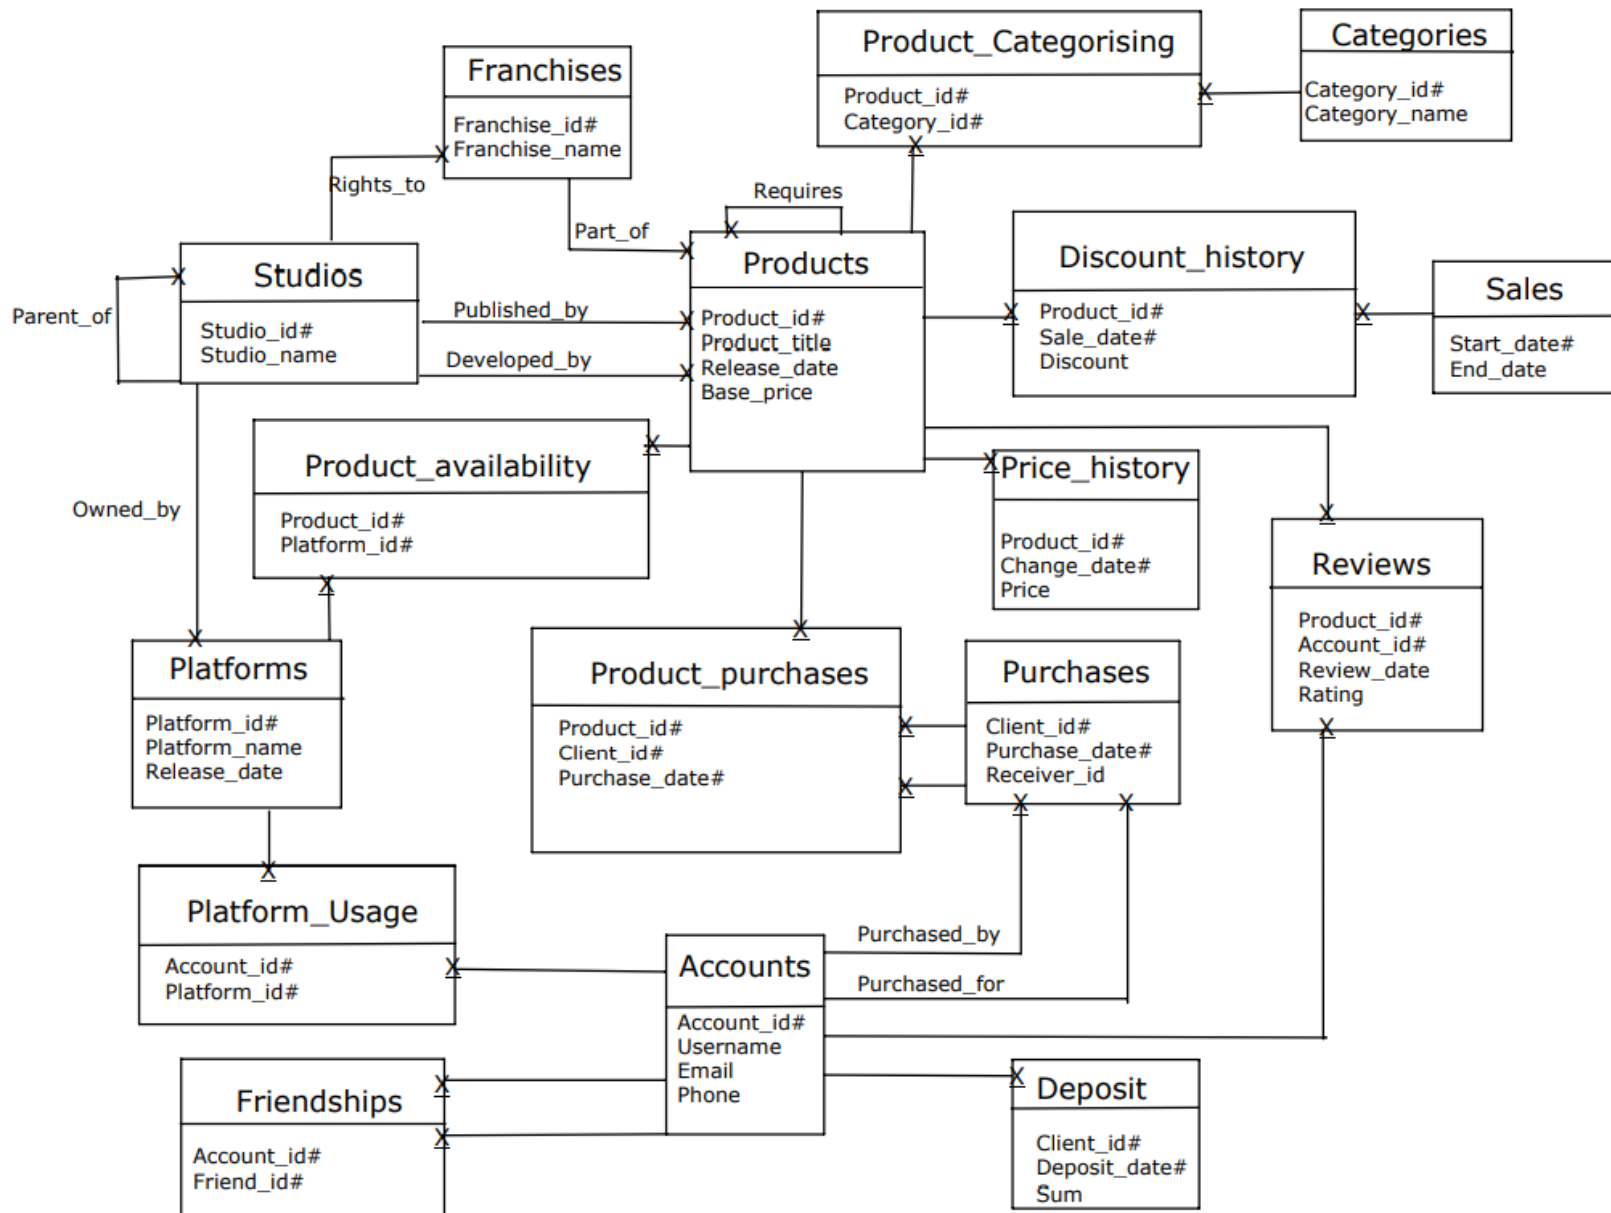 Product_Categorising
Product_id#
Category_id#
X
X
Categories
Category_id#
Category_name
Franchises
Franchise_id#
Franchise_name
X
Rights_to
Part_of
X
Requires
X
Studios
Studio_id#
Studio_name
X
Parent_of
Published_by
X
Developed_by
X
Products
Product_id#
Product_title
Release_date
Base_price
Discount_history
Product_id#
Sale_date#
Discount
X
X
Sales
Start_date#
End_date
Product_availability
Product_id#
Platform_id#
X
X
Owned_by
X
X
Price_history
Product_id#
Change_date#
Price
X
Reviews
Product_id#
Account_id#
Review_date
Rating
X
Platforms
Platform_id#
Platform_name
Release_date
X
Product_purchases
Product_id#
Client_id#
Purchase_date#
X
X
Purchases
Client_id#
Purchase_date#
Receiver_id
X
X
X
Platform_Usage
Account_id#
Platform_id#
X
Purchased_by
Purchased_for
Accounts
Account_id#
Username
Email
Phone
Friendships
Account_id#
Friend_id#
X
X
X
Deposit
Client_id#
Deposit_date#
Sum